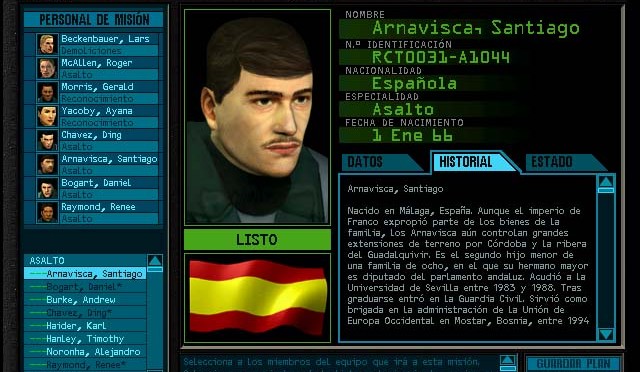 PERSONAL DE MISIÓN
Beckenbauer, Lars
Demoliciones
McAllen, Roger
Asalto
Morris, Gerald
Reconocimiento
Yacoby, Ayana
Reconocimiento
Chavez, Ding
Asalto
Arnavisca, Santiago
Asalto
Bogart, Daniel
Asalto
Raymond, Renee
Asalto
ASALTO
Arnavisca, Santiago
Bogart, Daniel*
Burke, Andrew
Chavez, Ding*
Haider, Karl
Hanley, Timothy
Noronha, Alejandro
Raymond, Renee*
LISTO
NOMBRE
Arnavisca, Santiago
N.º IDENTIFICACIóN
RCT0031-A1044
NACIONALIDAD
Española
ESPECIALIDAD
Asalto
FECHA DE NACIMIENTO
1 Ene 66
DATOS
HISTORIAL
ESTADO
Arnavisca, Santiago
Nacido en Málaga, España. Aunque el imperio de
Franco expropió parte de los bienes de la
familia, los Arnavisca aún controlan grandes
extensiones de terreno por Córdoba y la ribera
del Guadalquivir. Es el segundo hijo menor de
una familia de ocho, en el que su hermano mayor
es diputado del parlamento andaluz. Acudió a la
Universidad de Sevilla entre 1983 y 1988. Tras
graduarse entró en la Guardia Civil. Sirvió como
brigada en la administración de la Unión de
Europa Occidental en Mostar, Bosnia, entre 1994
Selecciona a los miembros del equipo que irá a esta misión.
GUARDAR PLAN